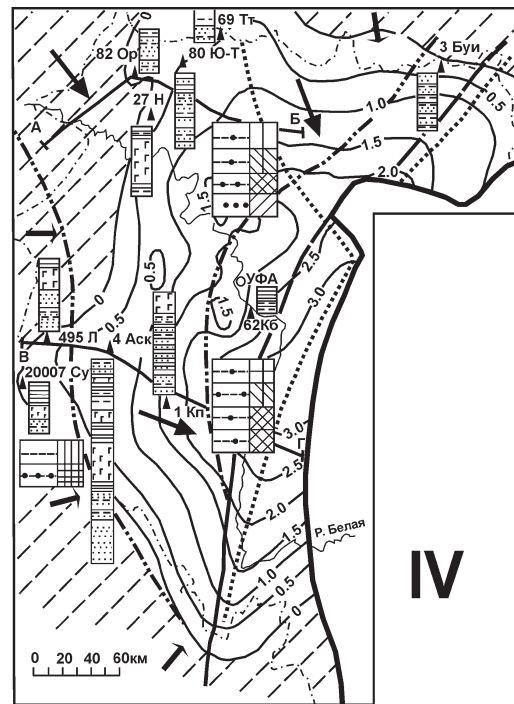 0
69 Тт
82 Ор
80 Ю-Т
3 Буи
0.5
27 Н
1.0
А
Б
1.5
2.0
1.5
0
0.5
2.5
ОУФА
3.0
1.5
0.5
62Кб
495 Л
4 Аск
В
20007 Су
1 Кп
3.0
Г
2.5
2.0
1.5
Р. Белая
1.0
0.5
0
IV
0 20 40 60км